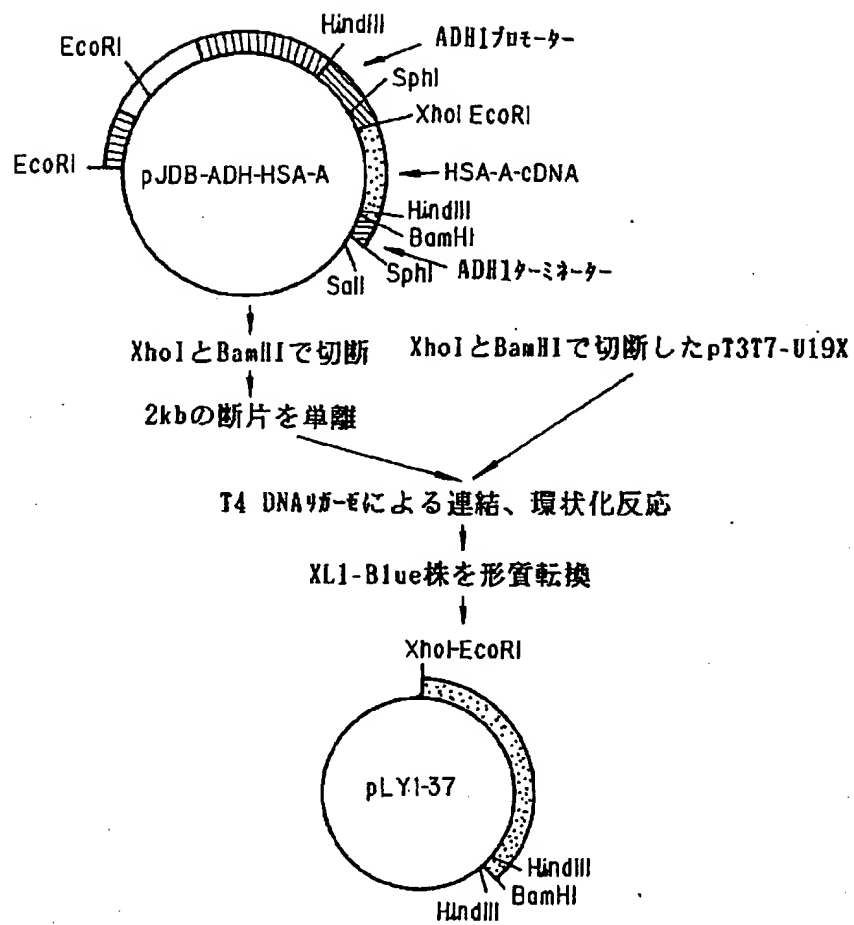 HindIII
ADH1プロモーター
EcoRI
SphI
XhoI EcoRI
EcoRI
pJDB-ADH-HSA-A
HSA-A-cDNA
HindIII
BamHI
SphI
ADH1ターミネーター
SalI
XhoIとBamHIで切断
XhoIとBamHIで切断したpT3T7-U19X
2kbの断片を単離
T4 DNAリガーゼによる連結、環状化反応
XL1-Blue株を形質転換
XhoI-EcoRI
pLY1-37
HindIII
BamHI
HindIII